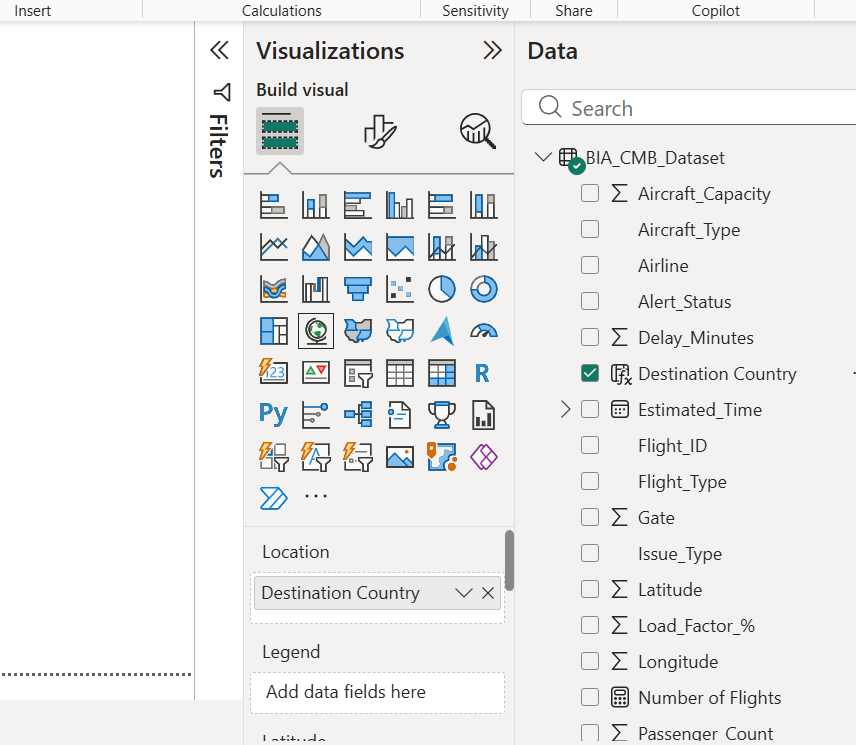 Insert
Calculations
Sensitivity
Share
Copilot
Filters
Visualizations
Build visual
123
R
Py
Location
Destination Country
Legend
Add data fields here
Latitude
Data
Search
BIA_CMB_Dataset
Aircraft_Capacity
Aircraft_Type
Airline
Alert_Status
Delay_Minutes
Destination Country
Estimated_Time
Flight_ID
Flight_Type
Gate
Issue_Type
Latitude
Load_Factor_%
Longitude
Number of Flights
Passenger_Count